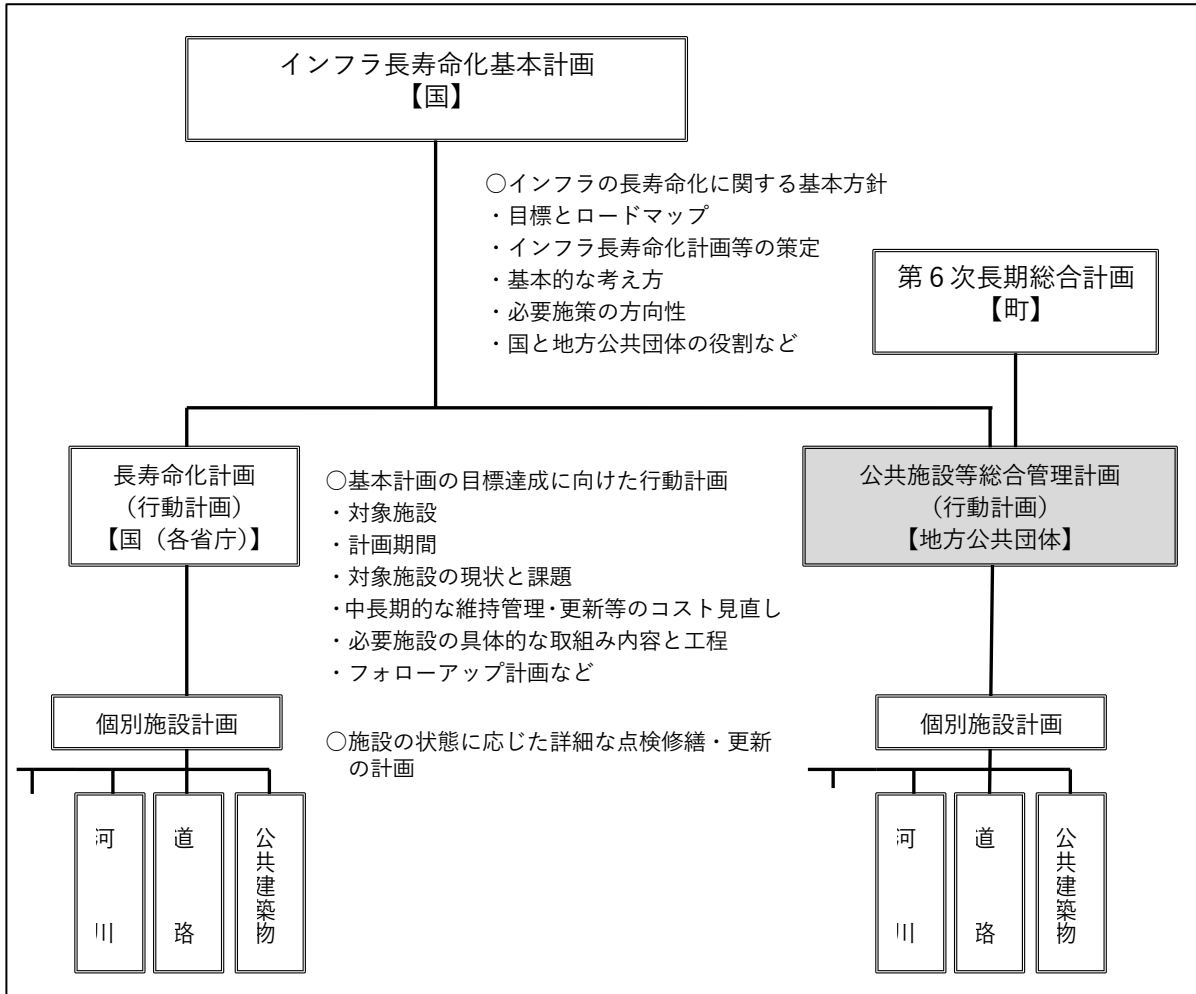 インフラ長寿命化基本計画
【国】
○インフラの長寿命化に関する基本方針
・目標とロードマップ
・インフラ長寿命化計画等の策定
・基本的な考え方
・必要施策の方向性
・国と地方公共団体の役割など
第６次長期総合計画
【町】
長寿命化計画
（行動計画）
【国（各省庁）】
○基本計画の目標達成に向けた行動計画
・対象施設
・計画期間
・対象施設の現状と課題
・中長期的な維持管理・更新等のコスト見直し
・必要施設の具体的な取組み内容と工程
・フォローアップ計画など
公共施設等総合管理計画
（行動計画）
【地方公共団体】
個別施設計画
○施設の状態に応じた詳細な点検修繕・更新
の計画
個別施設計画
河川
道路
公共建築物
河川
道路
公共建築物